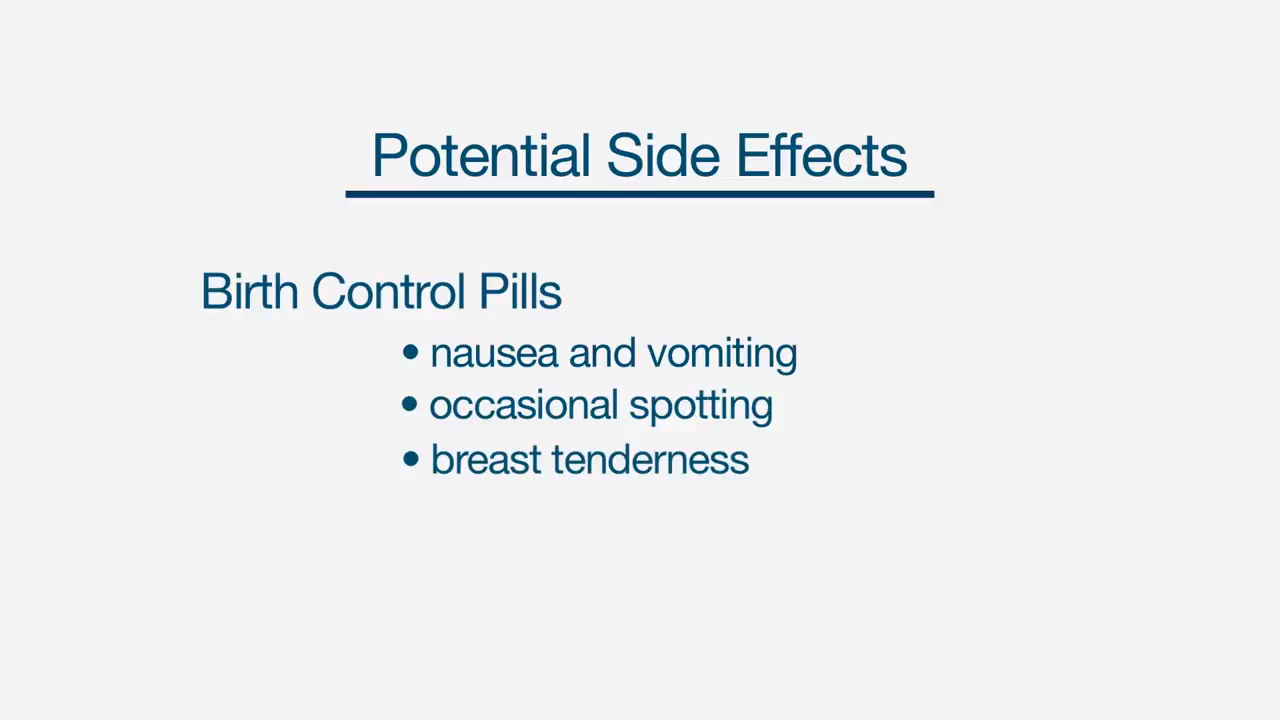 Potential Side Effects
Birth Control Pills
• nausea and vomiting
• occasional spotting
• breast tenderness